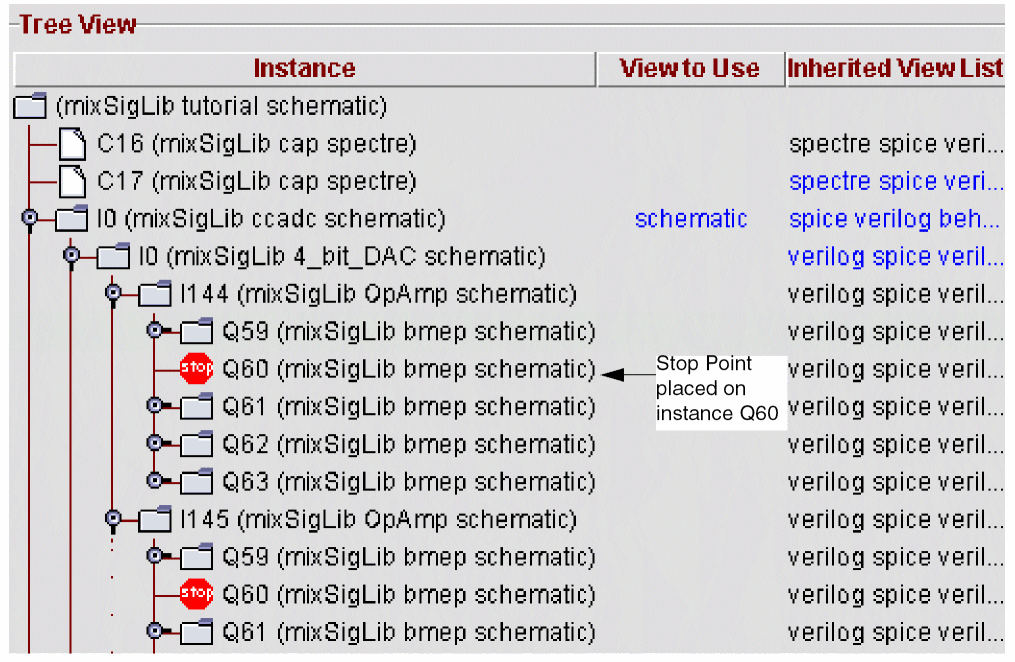 Tree View
Instance View to Use Inherited View List
(mixSigLib tutorial schematic)
C16 (mixSigLib cap spectre) spectre spice veri...
C17 (mixSigLib cap spectre) spectre spice veri...
I0 (mixSigLib ccadc schematic) schematic spice verilog beh...
I0 (mixSigLib 4_bit_DAC schematic) verilog spice veril...
I144 (mixSigLib OpAmp schematic) verilog spice veril...
Q59 (mixSigLib bmep schematic) verilog spice veril...
stop Q60 (mixSigLib bmep schematic) verilog spice veril...
Stop Point
placed on
instance Q60
Q61 (mixSigLib bmep schematic) verilog spice veril...
Q62 (mixSigLib bmep schematic) verilog spice veril...
Q63 (mixSigLib bmep schematic) verilog spice veril...
I145 (mixSigLib OpAmp schematic) verilog spice veril...
Q59 (mixSigLib bmep schematic) verilog spice veril...
stop Q60 (mixSigLib bmep schematic) verilog spice veril...
Q61 (mixSigLib bmep schematic) verilog spice veril...